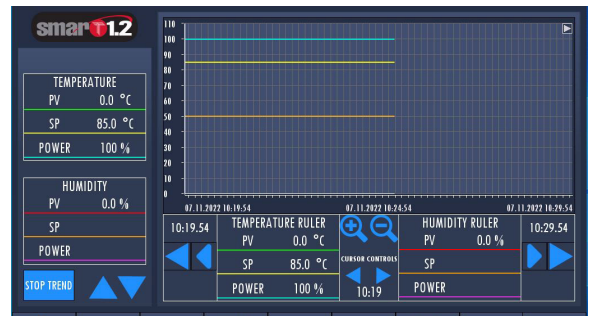 smarT1.2
TEMPERATURE
PV 0.0 °C
SP 85.0 °C
POWER 100 %
HUMIDITY
PV 0.0 %
SP
POWER
STOP TREND
110
100
90
80
70
60
50
40
30
20
10
0
07.11.2022 10:19:54 07.11.2022 10:24:54 07.11.2022 10:29:54
10:19.54
TEMPERATURE RULER
PV 0.0 °C
SP 85.0 °C
POWER 100 %
CURSOR CONTROLS
10:19
HUMIDITY RULER
PV 0.0 %
SP
POWER
10:29.54